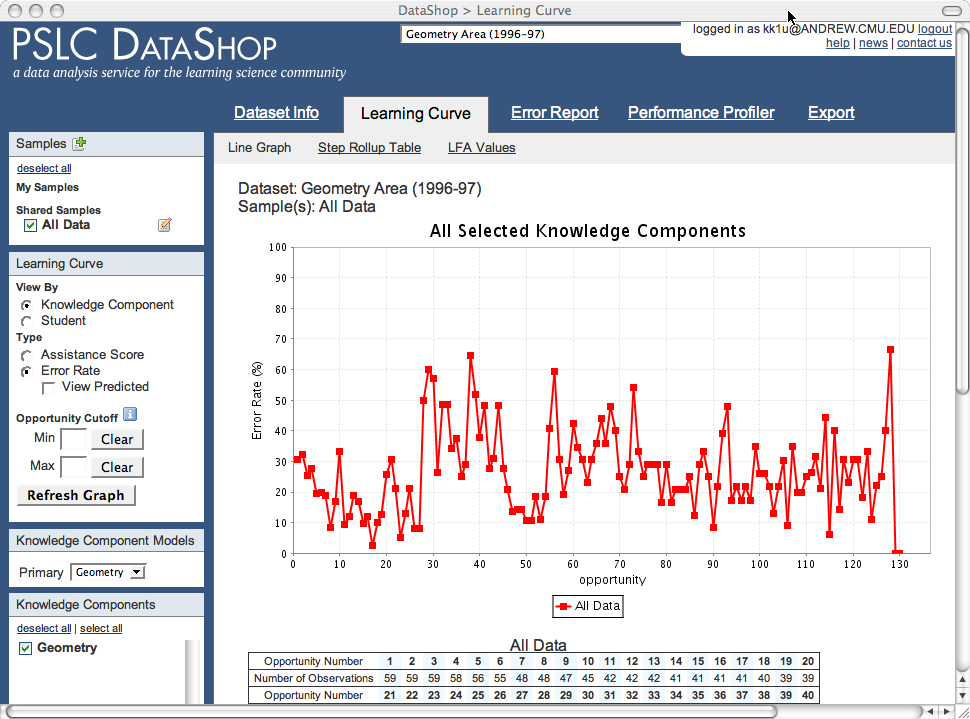 DataShop > Learning Curve
PSLC DATASHOP
a data analysis service for the learning science community
Geometry Area (1996-97)
logged in as kk1u@ANDREW.CMU.EDU logout
help | news | contact us
Dataset Info Learning Curve Error Report Performance Profiler Export
Line Graph Step Rollup Table LFA Values
Samples
deselect all
My Samples
Shared Samples
All Data
Learning Curve
View By
Knowledge Component
Student
Type
Assistance Score
Error Rate
View Predicted
Opportunity Cutoff i
Min Clear
Max Clear
Refresh Graph
Knowledge Component Models
Primary Geometry
Knowledge Components
deselect all | select all
Geometry
Dataset: Geometry Area (1996-97)
Sample(s): All Data
All Selected Knowledge Components
100
90
80
70
60
50
40
30
20
10
0
Error Rate (%)
0 10 20 30 40 50 60 70 80 90 100 110 120 130
opportunity
All Data
All Data
Opportunity Number 1 2 3 4 5 6 7 8 9 10 11 12 13 14 15 16 17 18 19 20
Number of Observations 59 59 59 58 56 55 48 48 47 45 42 42 42 41 41 41 41 40 39 39
Opportunity Number 21 22 23 24 25 26 27 28 29 30 31 32 33 34 35 36 37 38 39 40